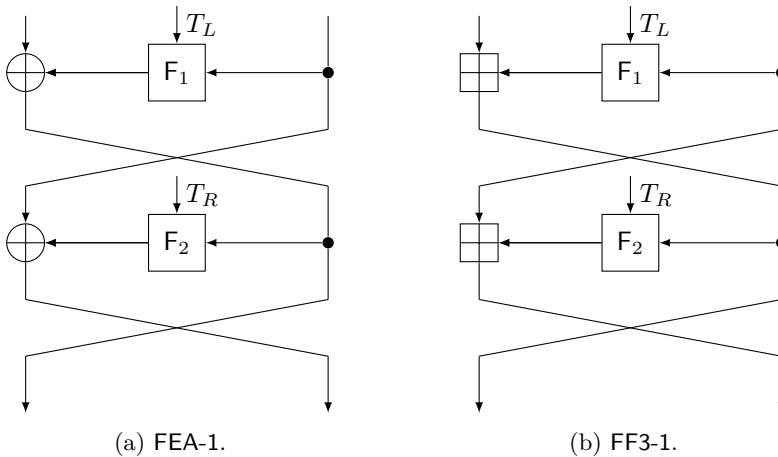 T_L T_L
F_1 F_1
T_R T_R
F_2 F_2
(a) FEA-1. (b) FF3-1.